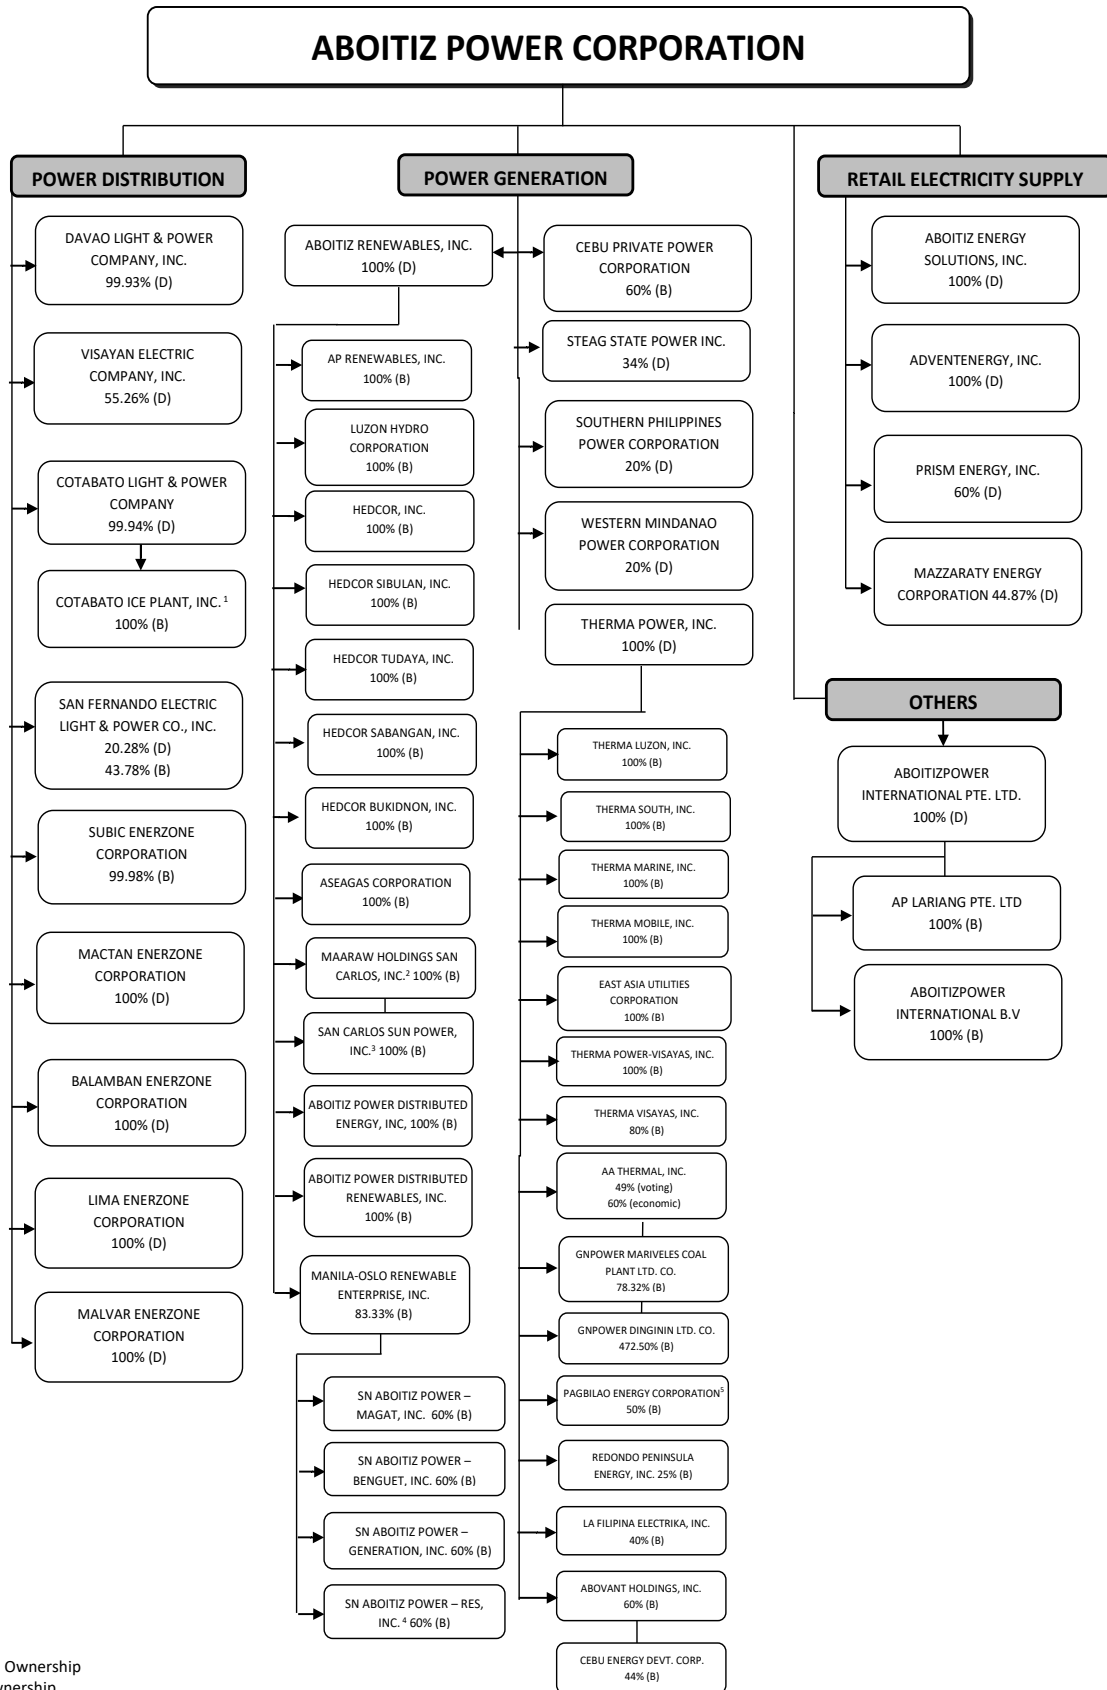 ABOITIZ POWER CORPORATION
POWER DISTRIBUTION
DAVAO LIGHT & POWER
COMPANY, INC.
99.93% (D)
VISAYAN ELECTRIC
COMPANY, INC.
55.26% (D)
COTABATO LIGHT & POWER
COMPANY
99.94% (D)
COTABATO ICE PLANT, INC. 1
100% (B)
SAN FERNANDO ELECTRIC
LIGHT & POWER CO., INC.
20.28% (D)
43.78% (B)
SUBIC ENERZONE
CORPORATION
99.98% (B)
MACTAN ENERZONE
CORPORATION
100% (D)
BALAMBAN ENERZONE
CORPORATION
100% (D)
LIMA ENERZONE
CORPORATION
100% (D)
MALVAR ENERZONE
CORPORATION
100% (D)
POWER GENERATION
ABOITIZ RENEWABLES, INC.
100% (D)
AP RENEWABLES, INC.
100% (B)
LUZON HYDRO
CORPORATION
100% (B)
HEDCOR, INC.
100% (B)
HEDCOR SIBULAN, INC.
100% (B)
HEDCOR TUDAYA, INC.
100% (B)
HEDCOR SABANGAN, INC.
100% (B)
HEDCOR BUKIDNON, INC.
100% (B)
ASEAGAS CORPORATION
100% (B)
MAARAW HOLDINGS SAN
CARLOS, INC.2 100% (B)
SAN CARLOS SUN POWER,
INC.3 100% (B)
ABOITIZ POWER DISTRIBUTED
ENERGY, INC, 100% (B)
ABOITIZ POWER DISTRIBUTED
RENEWABLES, INC.
100% (B)
MANILA-OSLO RENEWABLE
ENTERPRISE, INC.
83.33% (B)
SN ABOITIZ POWER –
MAGAT, INC. 60% (B)
SN ABOITIZ POWER –
BENGUET, INC. 60% (B)
SN ABOITIZ POWER –
GENERATION, INC. 60% (B)
SN ABOITIZ POWER – RES,
INC. 4 60% (B)
CEBU PRIVATE POWER
CORPORATION
60% (B)
STEAG STATE POWER INC.
34% (D)
SOUTHERN PHILIPPINES
POWER CORPORATION
20% (D)
WESTERN MINDANAO
POWER CORPORATION
20% (D)
THERMA POWER, INC.
100% (D)
THERMA LUZON, INC.
100% (B)
THERMA SOUTH, INC.
100% (B)
THERMA MARINE, INC.
100% (B)
THERMA MOBILE, INC.
100% (B)
EAST ASIA UTILITIES
CORPORATION
100% (B)
THERMA POWER-VISAYAS, INC.
100% (B)
THERMA VISAYAS, INC.
80% (B)
AA THERMAL, INC.
49% (voting)
60% (economic)
GNPOWER MARIVELES COAL
PLANT LTD. CO.
78.32% (B)
GNPOWER DINGININ LTD. CO.
472.50% (B)
PAGBILAO ENERGY CORPORATION5
50% (B)
REDONDO PENINSULA
ENERGY, INC. 25% (B)
LA FILIPINA ELECTRIKA, INC.
40% (B)
ABOVANT HOLDINGS, INC.
60% (B)
CEBU ENERGY DEVT. CORP.
44% (B)
RETAIL ELECTRICITY SUPPLY
ABOITIZ ENERGY
SOLUTIONS, INC.
100% (D)
ADVENTENERGY, INC.
100% (D)
PRISM ENERGY, INC.
60% (D)
MAZZARATY ENERGY
CORPORATION 44.87% (D)
OTHERS
ABOITIZPOWER
INTERNATIONAL PTE. LTD.
100% (D)
AP LARIANG PTE. LTD
100% (B)
ABOITIZPOWER
INTERNATIONAL B.V
100% (B)
Ownership